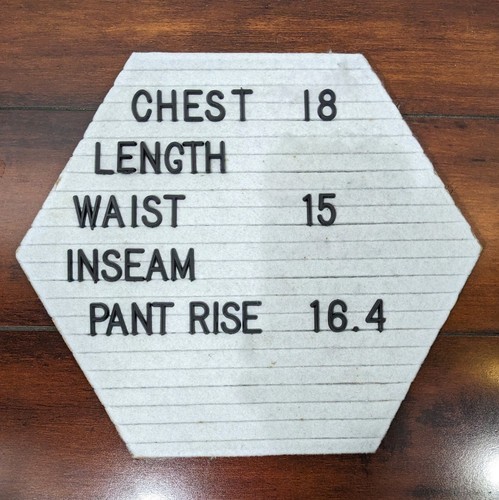 CHEST 18
LENGTH
WAIST 15
INSEAM
PANT RISE 16.4